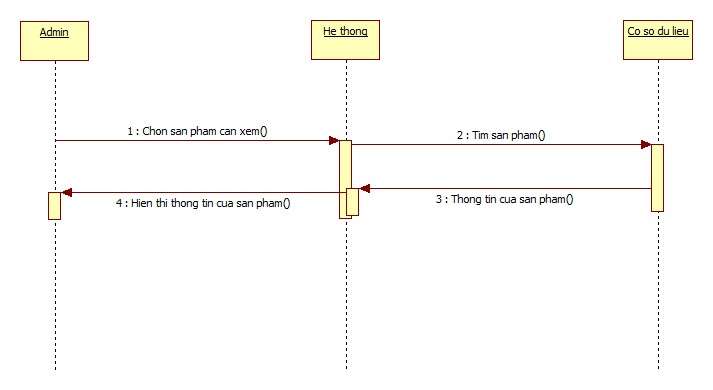 Admin
He thong
Co so du lieu
1 : Chon san pham can xem()
2 : Tim san pham()
3 : Thong tin cua san pham()
4 : Hien thi thong tin cua san pham()